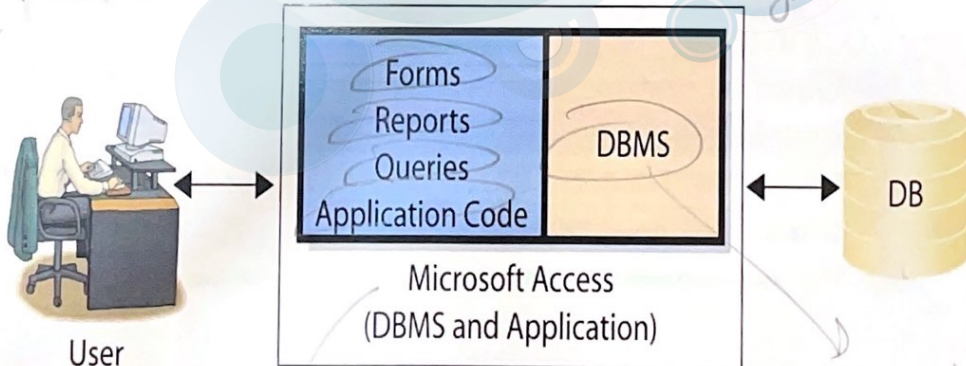 Forms
Reports
Queries
Application Code
DBMS
DB
Microsoft Access
(DBMS and Application)
User